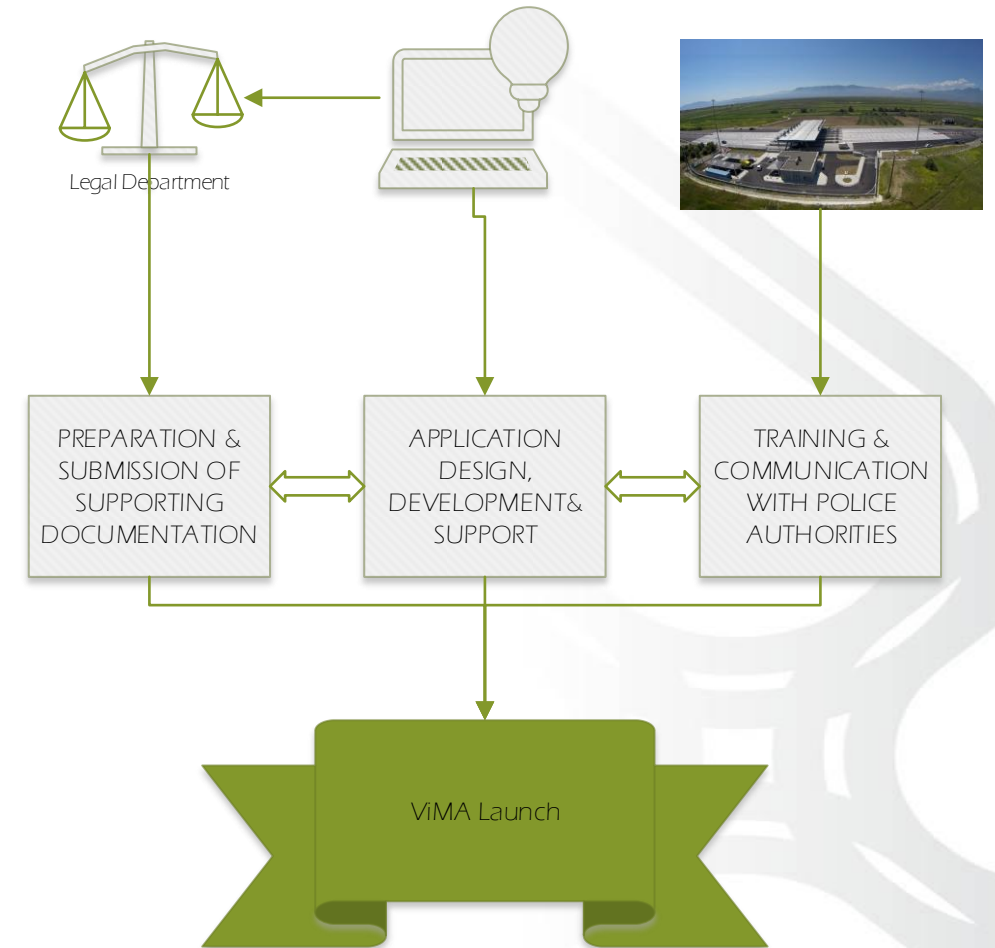 Legal Department
PREPARATION &
SUBMISSION OF
SUPPORTING
DOCUMENTATION
APPLICATION
DESIGN,
DEVELOPMENT&
SUPPORT
TRAINING &
COMMUNICATION
WITH POLICE
AUTHORITIES
ViMA Launch